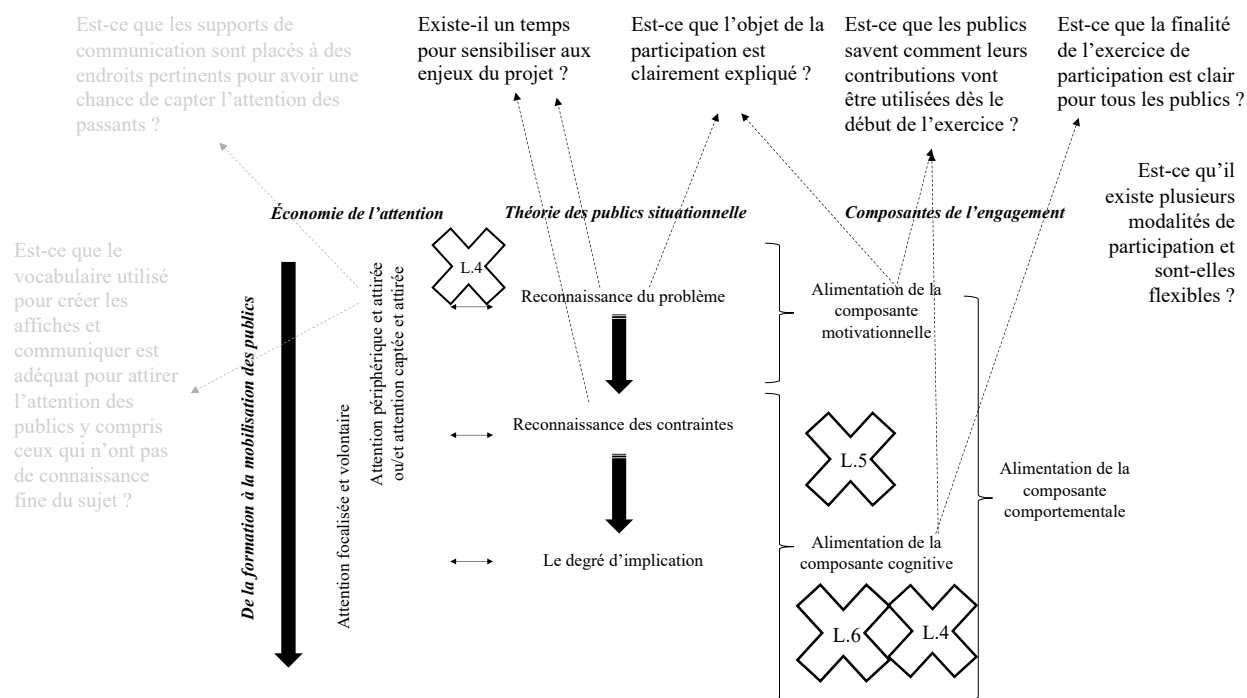 Est-ce que les supports de
communication sont placés à des
endroits pertinents pour avoir une
chance de capter l’attention des
passants ?
Existe-il un temps
pour sensibiliser aux
enjeux du projet ?
Est-ce que l’objet de la
participation est
clairement expliqué ?
Est-ce que les publics
savent comment leurs
contributions vont
être utilisées dès le
début de l’exercice ?
Est-ce que la finalité
de l’exercice de
participation est clair
pour tous les publics ?
Est-ce qu’il
existe plusieurs
modalités de
participation et
sont-elles
flexibles ?
Économie de l’attention
Théorie des publics situationnelle
Composantes de l’engagement
Est-ce que le
vocabulaire utilisé
pour créer les
affiches et
communiquer est
adéquat pour attirer
l’attention des
publics y compris
ceux qui n’ont pas
de connaissance
fine du sujet ?
De la formation à la mobilisation des publics
Attention focalisée et volontaire
Attention périphérique et attirée
ou/et attention captée et attirée
L.4
Reconnaissance du problème
Reconnaissance des contraintes
Le degré d’implication
Alimentation de la
composante
motivationnelle
L.5
Alimentation de la
composante cognitive
L.6
L.4
Alimentation de la
composante
comportementale